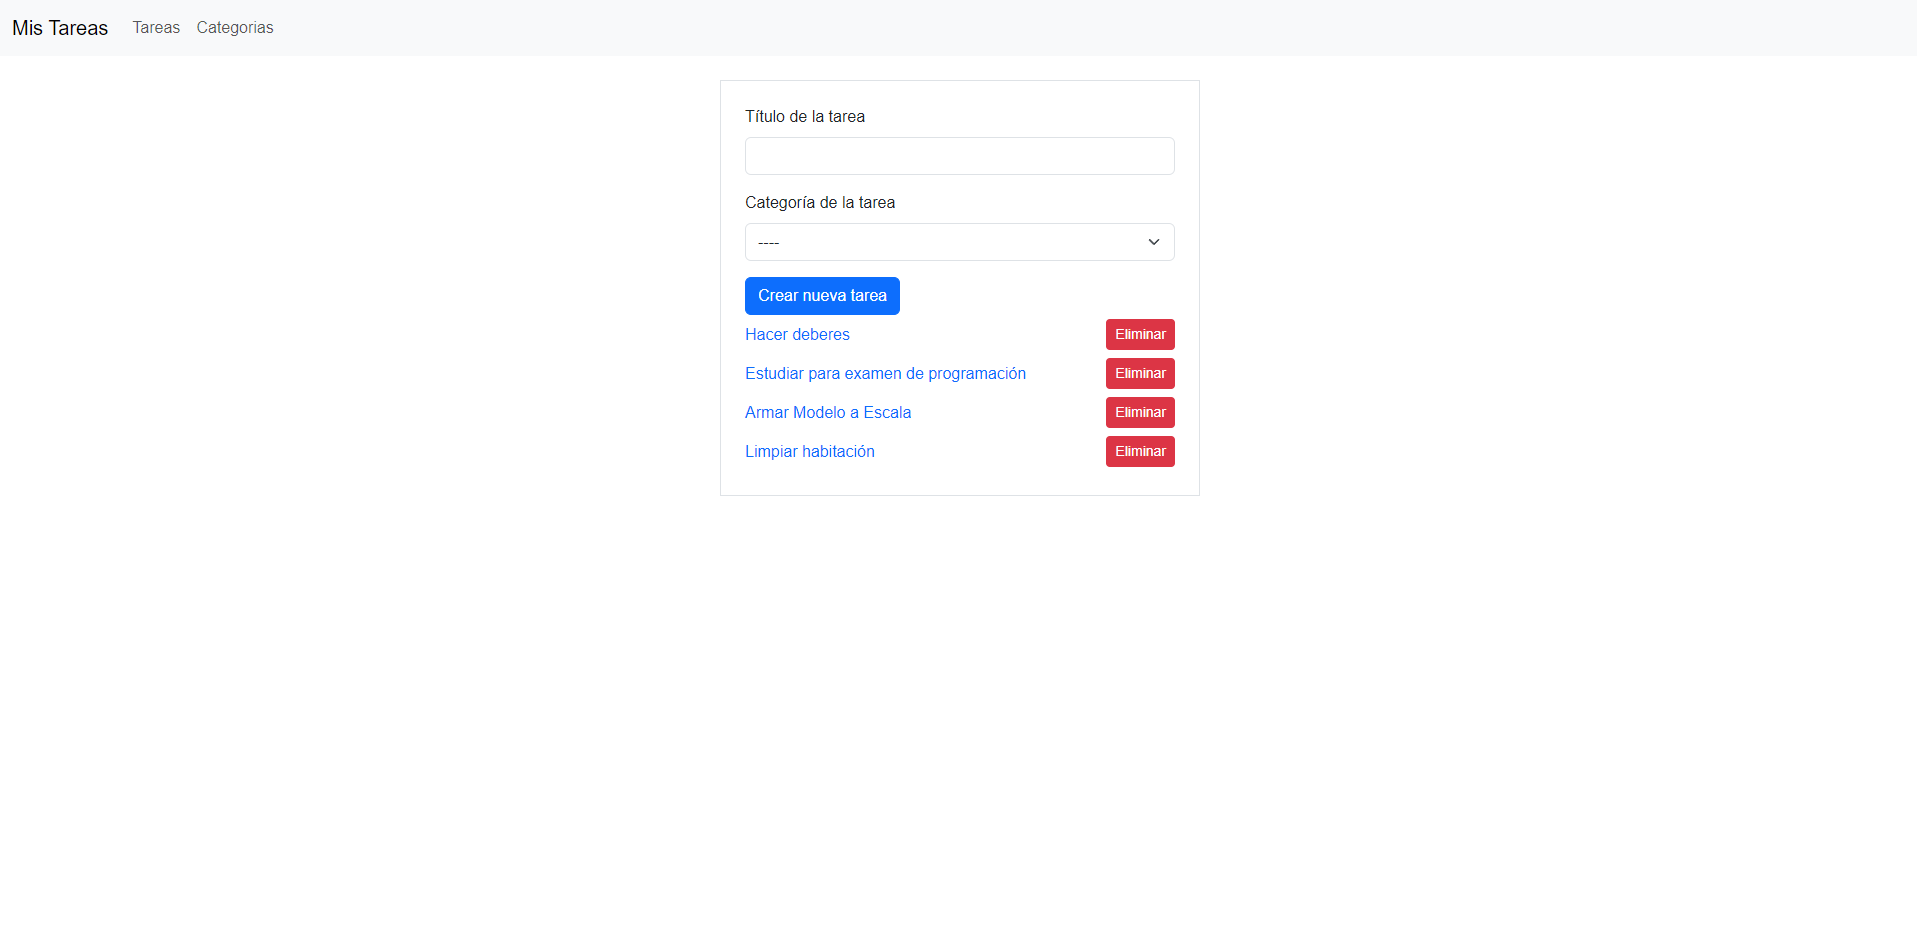 Mis Tareas Tareas Categorias
Título de la tarea
Categoría de la tarea
----
Crear nueva tarea
Hacer deberes Eliminar
Estudiar para examen de programación Eliminar
Armar Modelo a Escala Eliminar
Limpiar habitación Eliminar